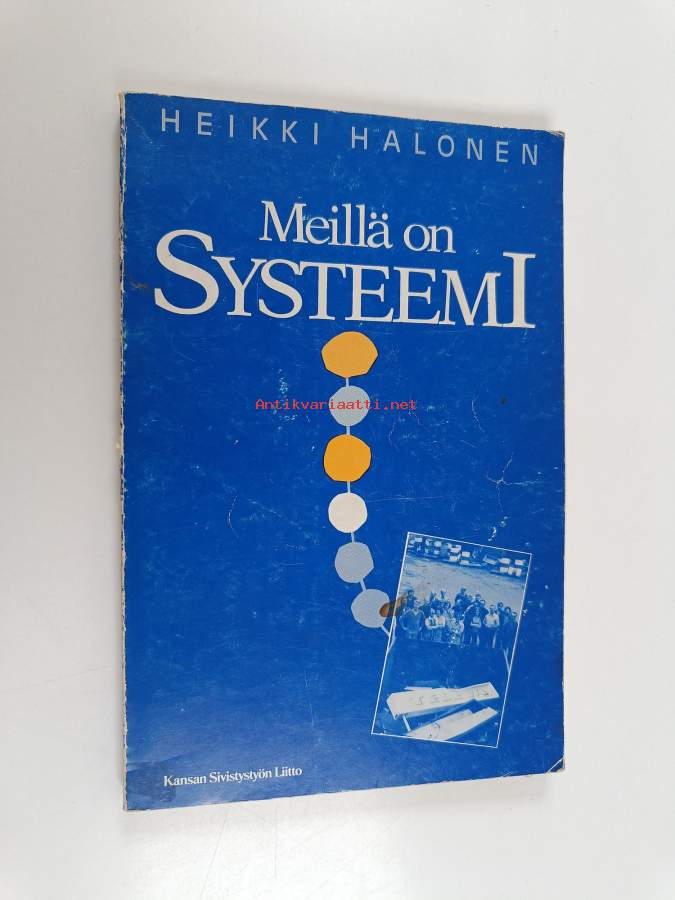 HEIKKI HALONEN
Meillä on
SYSTEEMI
Antikvariaatti.net
Kansan Sivistystyön Liitto